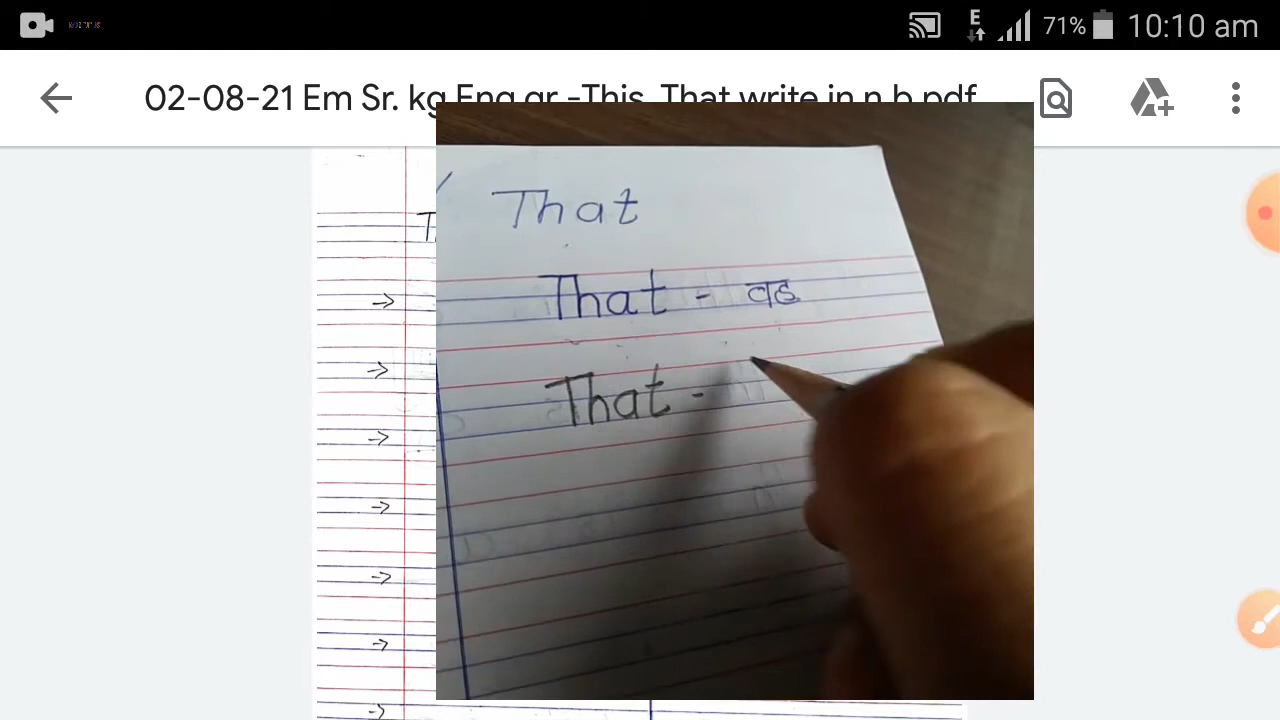 71% 10:10 am
02-08-21 Em Sr. kg Eng gr -This, That write in n.b.pdf
T
That
That - वह
That -